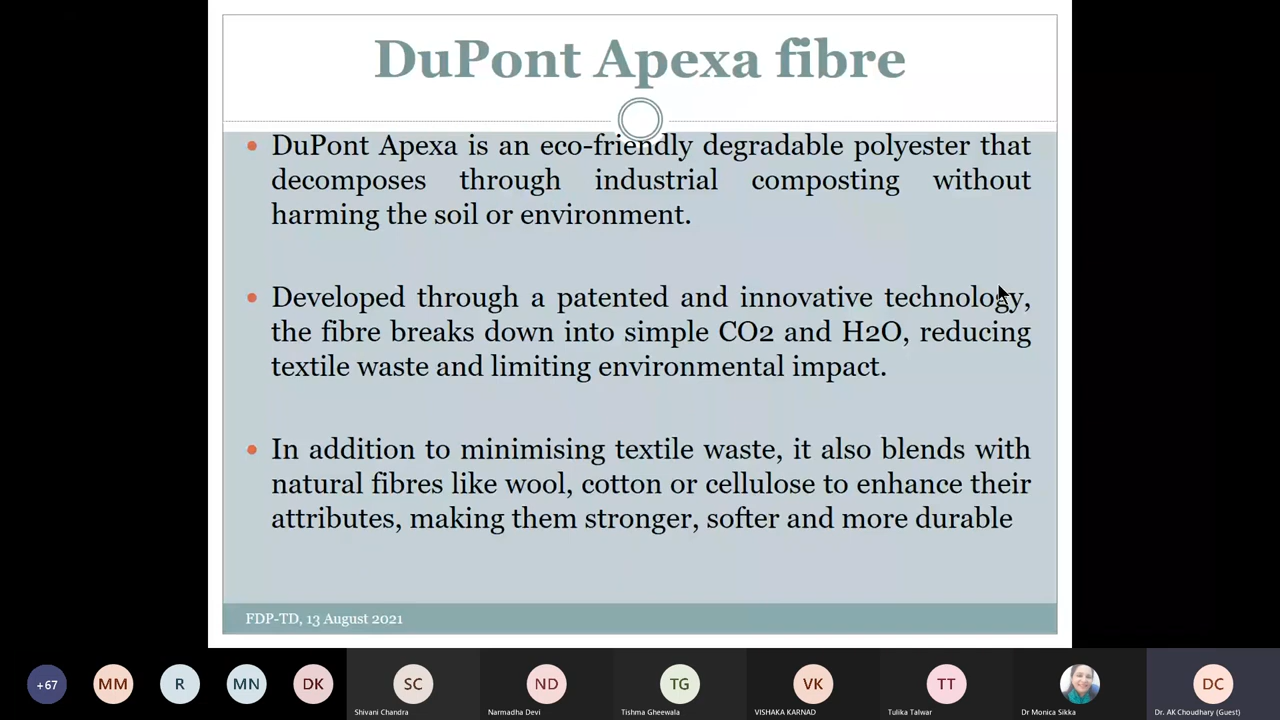 DuPont Apexa fibre
DuPont Apexa is an eco-friendly degradable polyester that
decomposes through industrial composting without
harming the soil or environment.
Developed through a patented and innovative technology,
the fibre breaks down into simple CO2 and H2O, reducing
textile waste and limiting environmental impact.
In addition to minimising textile waste, it also blends with
natural fibres like wool, cotton or cellulose to enhance their
attributes, making them stronger, softer and more durable
FDP-TD, 13 August 2021
+67 MM R MN DK SC ND TG VK TT DC
Shivani Chandra Narmadha Devi Tishma Gheewala VISHAKA KARNAD Tulika Talwar Dr Monica Sikka Dr. AK Choudhary (Guest)